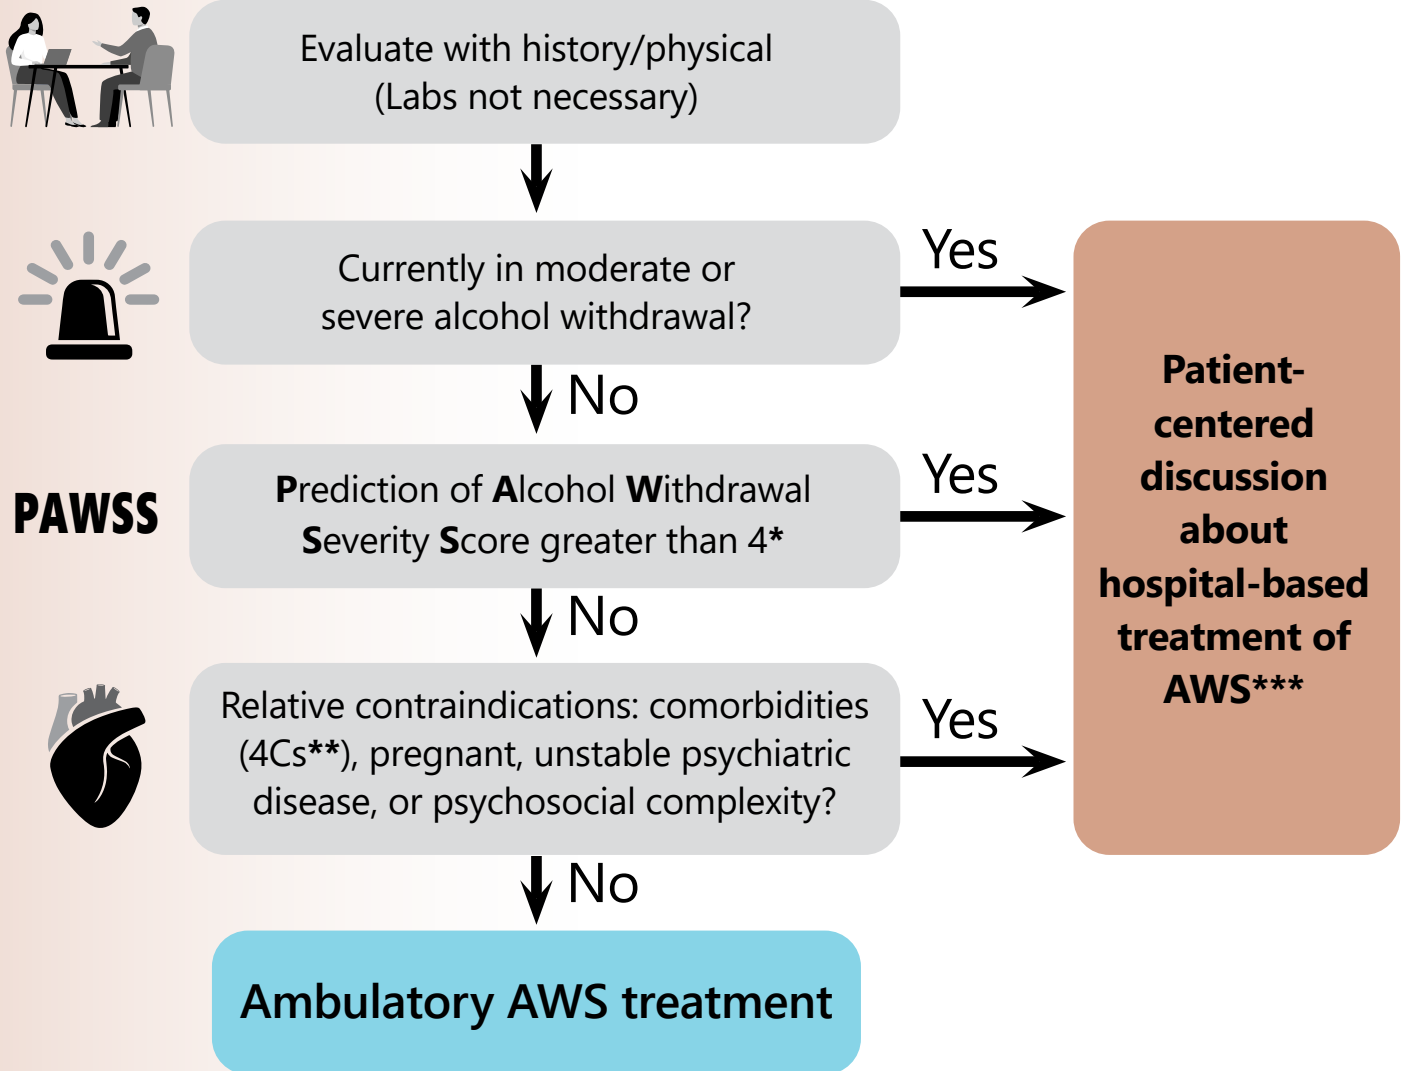 Evaluate with history/physical
(Labs not necessary)
Currently in moderate or
severe alcohol withdrawal?
Yes
No
PAWSS
Prediction of Alcohol Withdrawal
Severity Score greater than 4*
Yes
No
Relative contraindications: comorbidities
(4Cs**), pregnant, unstable psychiatric
disease, or psychosocial complexity?
Yes
No
Patient-
centered
discussion
about
hospital-based
treatment of
AWS***
Ambulatory AWS treatment